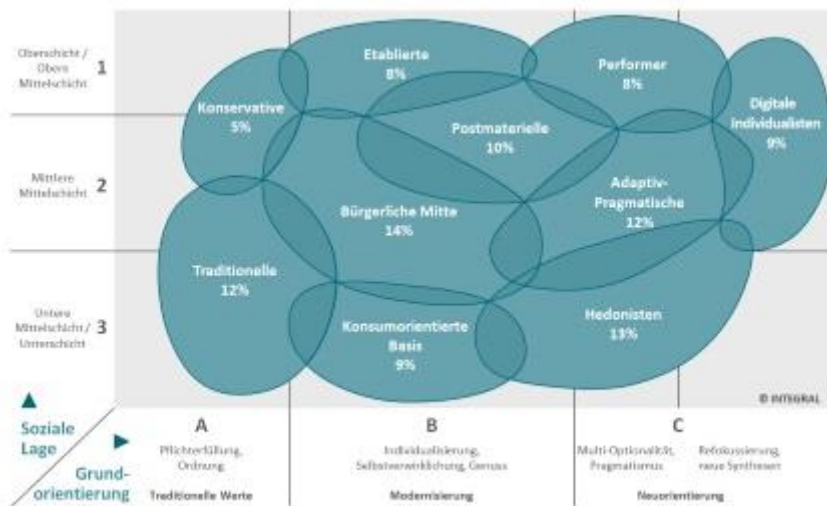 Oberschicht /
Obere
Mittelschicht
1
Etablierte
8%
Performer
8%
Konservative
5%
Digitale
Individualisten
9%
Postmaterielle
10%
Mittlere
Mittelschicht
2
Adaptiv-
Pragmatische
12%
Bürgerliche Mitte
14%
Traditionelle
12%
Untere
Mittelschicht /
Unterschicht
3
Konsumorientierte
Basis
9%
Hedonisten
13%
© INTEGRAL
Soziale
Lage
Grund-
orientierung
A
Pflichterfüllung,
Ordnung
Traditionelle Werte
B
Individualisierung,
Selbstverwirklichung, Genuss
Modernisierung
C
Multi-Optionalität,
Pragmatismus
Refokussierung,
neue Synthesen
Neuorientierung